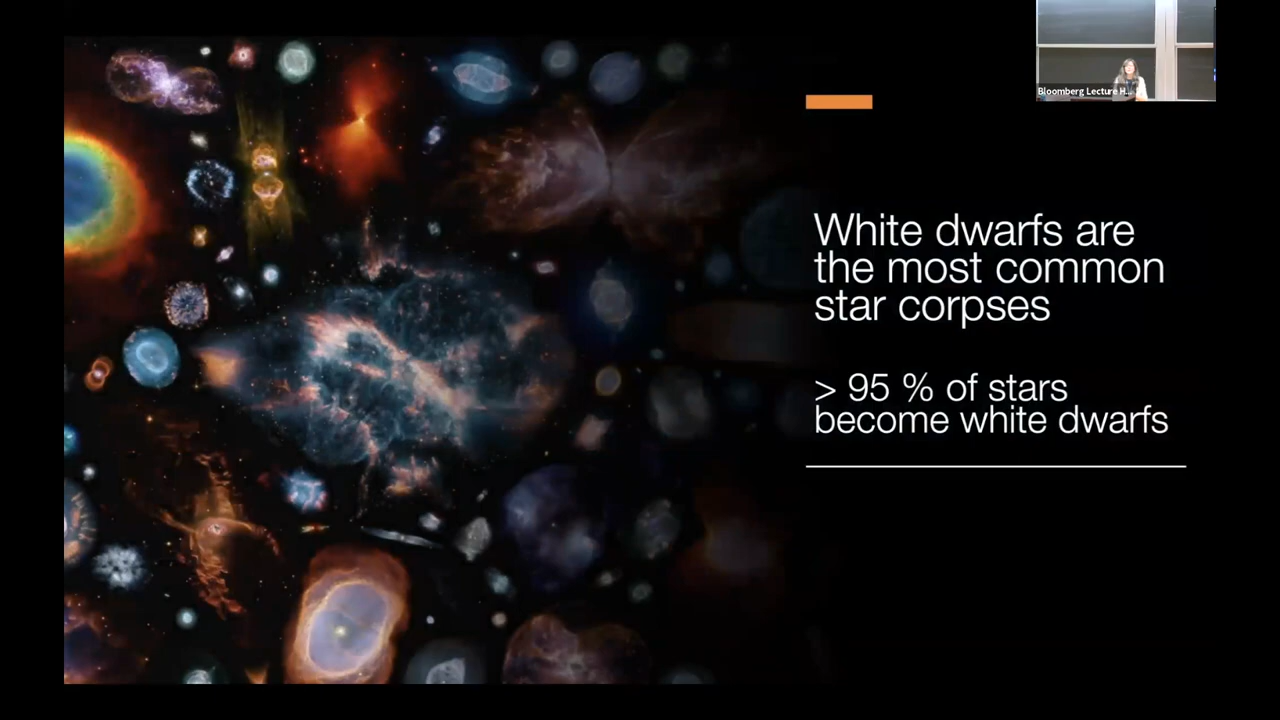 Bloomberg Lecture H...
White dwarfs are
the most common
star corpses
> 95 % of stars
become white dwarfs